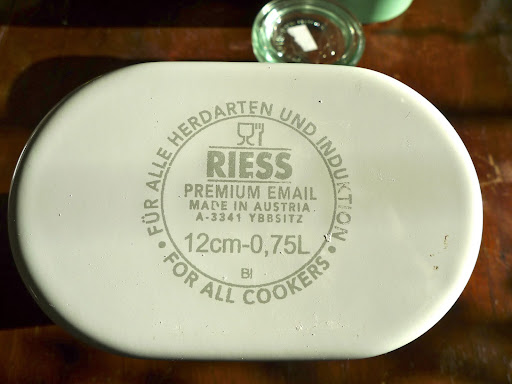 FÜR ALLE HERDARTEN UND INDUKTION
RIESS
PREMIUM EMAIL
MADE IN AUSTRIA
A-3341 YBBSITZ
12cm-0,75L
BI
• FOR ALL COOKERS •